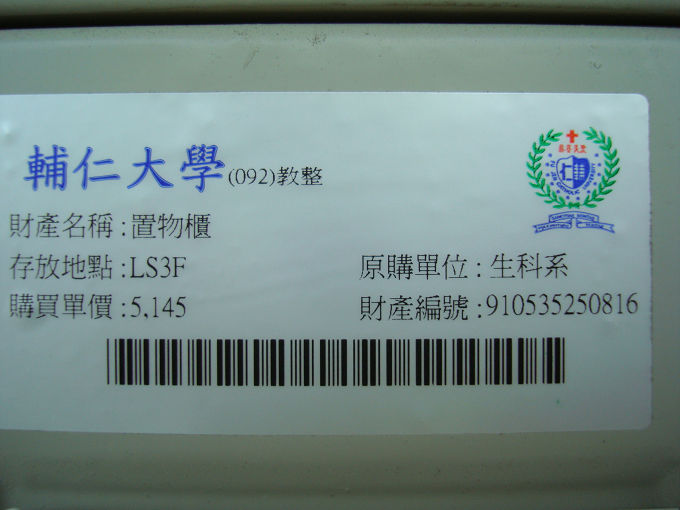 輔仁大學(092)教整
財產名稱:置物櫃
存放地點:LS3F 原購單位:生科系
購買單價:5,145 財產編號:910535250816